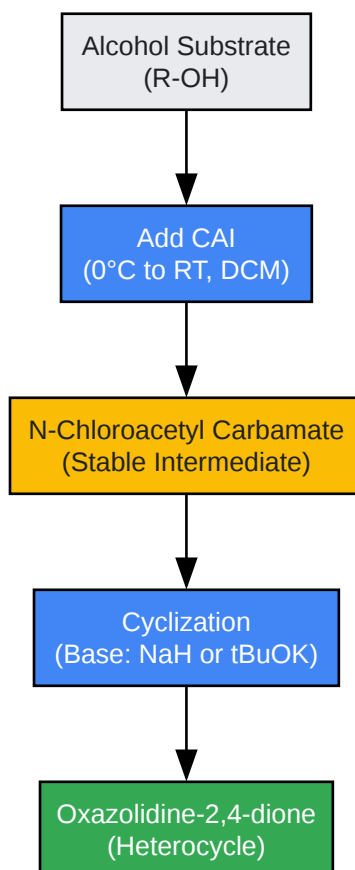 Alcohol Substrate
(R-OH)
Add CAI
(0°C to RT, DCM)
N-Chloroacetyl Carbamate
(Stable Intermediate)
Cyclization
(Base: NaH or tBuOK)
Oxazolidine-2,4-dione
(Heterocycle)